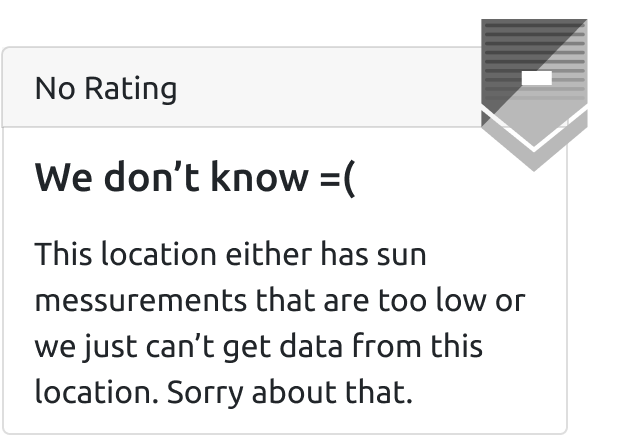 No Rating
We don’t know =(
This location either has sun
messurements that are too low or
we just can’t get data from this
location. Sorry about that.